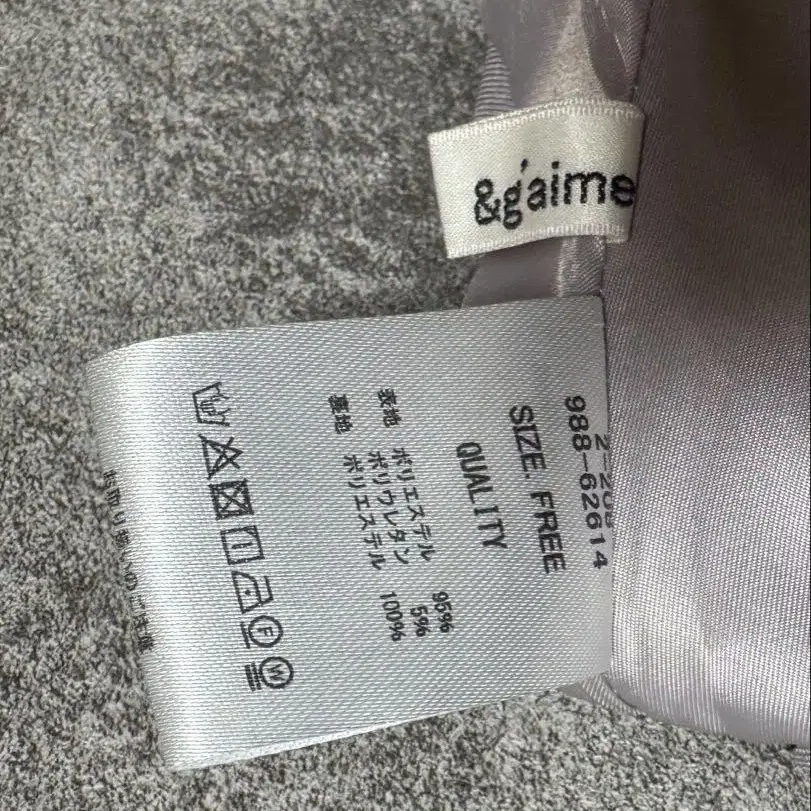 &g'aime
988-62614
SIZE. FREE
QUALITY
表地 ポリエステル 95%
ポリウレタン 5%
裏地 ポリエステル 100%
F
W